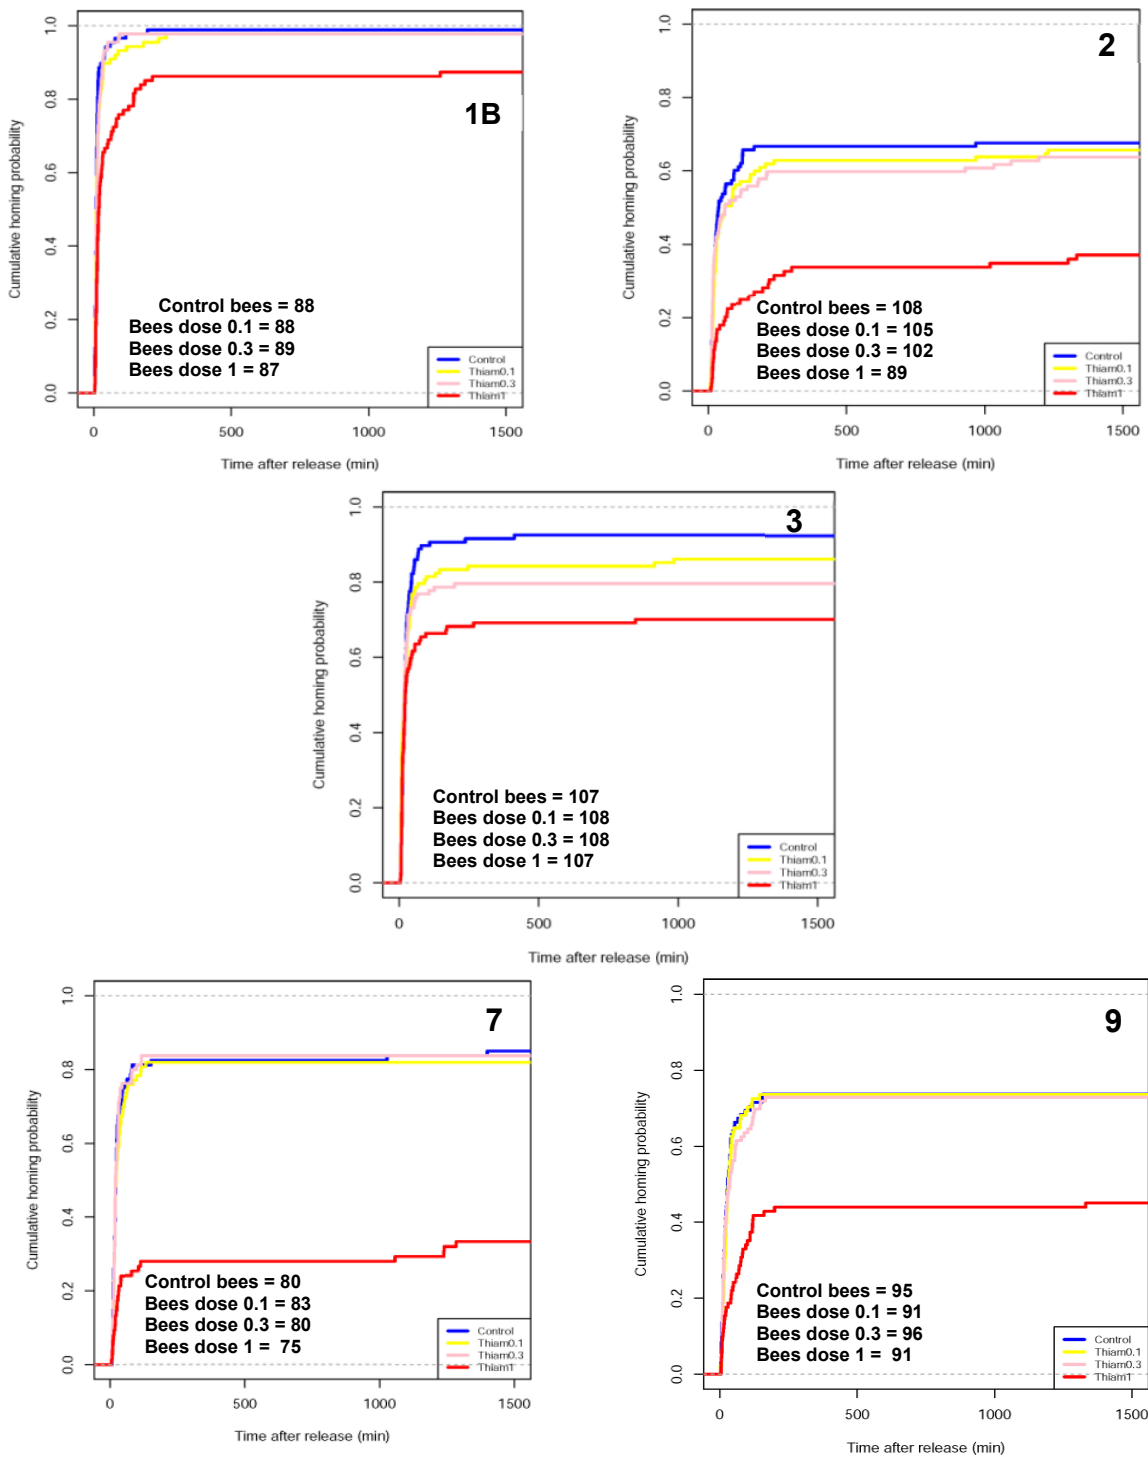 1B
Cumulative homing probability
1.0
0.8
0.6
0.4
0.2
0.0
Control bees = 88
Bees dose 0.1 = 88
Bees dose 0.3 = 89
Bees dose 1 = 87
Control
Thiam0.1
Thiam0.3
Thiam1
0 500 1000 1500
Time after release (min)
2
Cumulative homing probability
1.0
0.8
0.6
0.4
0.2
0.0
Control bees = 108
Bees dose 0.1 = 105
Bees dose 0.3 = 102
Bees dose 1 = 89
Control
Thiam0.1
Thiam0.3
Thiam1
0 500 1000 1500
Time after release (min)
3
Cumulative homing probability
1.0
0.8
0.6
0.4
0.2
0.0
Control bees = 107
Bees dose 0.1 = 108
Bees dose 0.3 = 108
Bees dose 1 = 107
Control
Thiam0.1
Thiam0.3
Thiam1
0 500 1000 1500
Time after release (min)
7
Cumulative homing probability
1.0
0.8
0.6
0.4
0.2
0.0
Control bees = 80
Bees dose 0.1 = 83
Bees dose 0.3 = 80
Bees dose 1 = 75
Control
Thiam0.1
Thiam0.3
Thiam1
0 500 1000 1500
Time after release (min)
9
Cumulative homing probability
1.0
0.8
0.6
0.4
0.2
0.0
Control bees = 95
Bees dose 0.1 = 91
Bees dose 0.3 = 96
Bees dose 1 = 91
Control
Thiam0.1
Thiam0.3
Thiam1
0 500 1000 1500
Time after release (min)